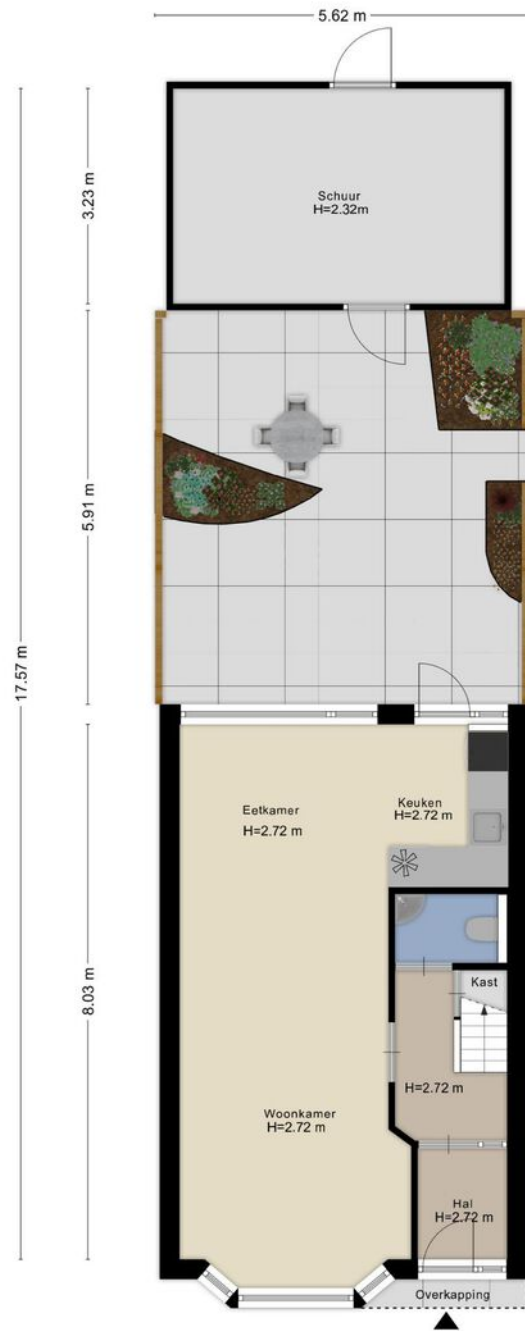 5.62 m
3.23 m
Schuur
H=2.32m
5.91 m
17.57 m
Eetkamer
H=2.72 m
Keuken
H=2.72 m
8.03 m
Kast
H=2.72 m
Woonkamer
H=2.72 m
Hal
H=2.72 m
Overkapping